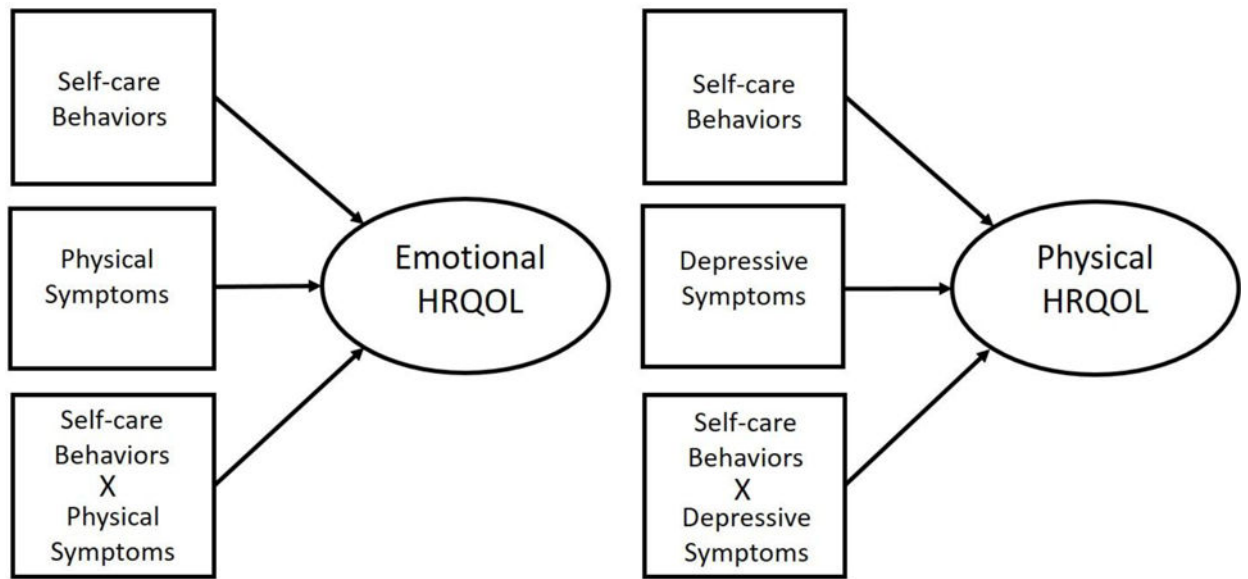 Self-care
Behaviors
Physical
Symptoms
Self-care
Behaviors
X
Physical
Symptoms
Emotional
HRQOL
Self-care
Behaviors
Depressive
Symptoms
Self-care
Behaviors
X
Depressive
Symptoms
Physical
HRQOL